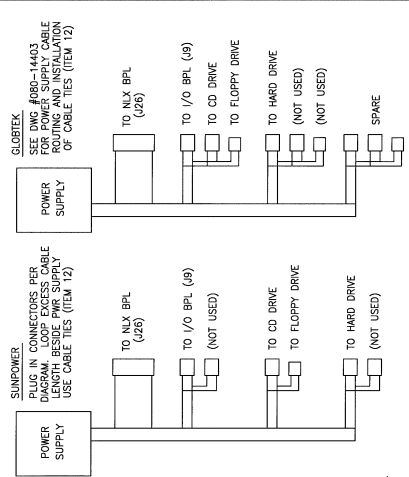 GLOBTEK
SEE DWG #080-14403
FOR POWER SUPPLY CABLE
ROUTING AND INSTALLATION
OF CABLE TIES (ITEM 12)
POWER
SUPPLY
TO NLX BPL
(J26)
TO I/O BPL (J9)
TO CD DRIVE
TO FLOPPY DRIVE
TO HARD DRIVE
(NOT USED)
(NOT USED)
SPARE
SUNPOWER
PLUG IN CONNECTORS PER
DIAGRAM. LOOP EXCESS CABLE
LENGTH BESIDE PWR SUPPLY
USE CABLE TIES (ITEM 12)
POWER
SUPPLY
TO NLX BPL
(J26)
TO I/O BPL (J9)
(NOT USED)
TO CD DRIVE
TO FLOPPY DRIVE
TO HARD DRIVE
(NOT USED)